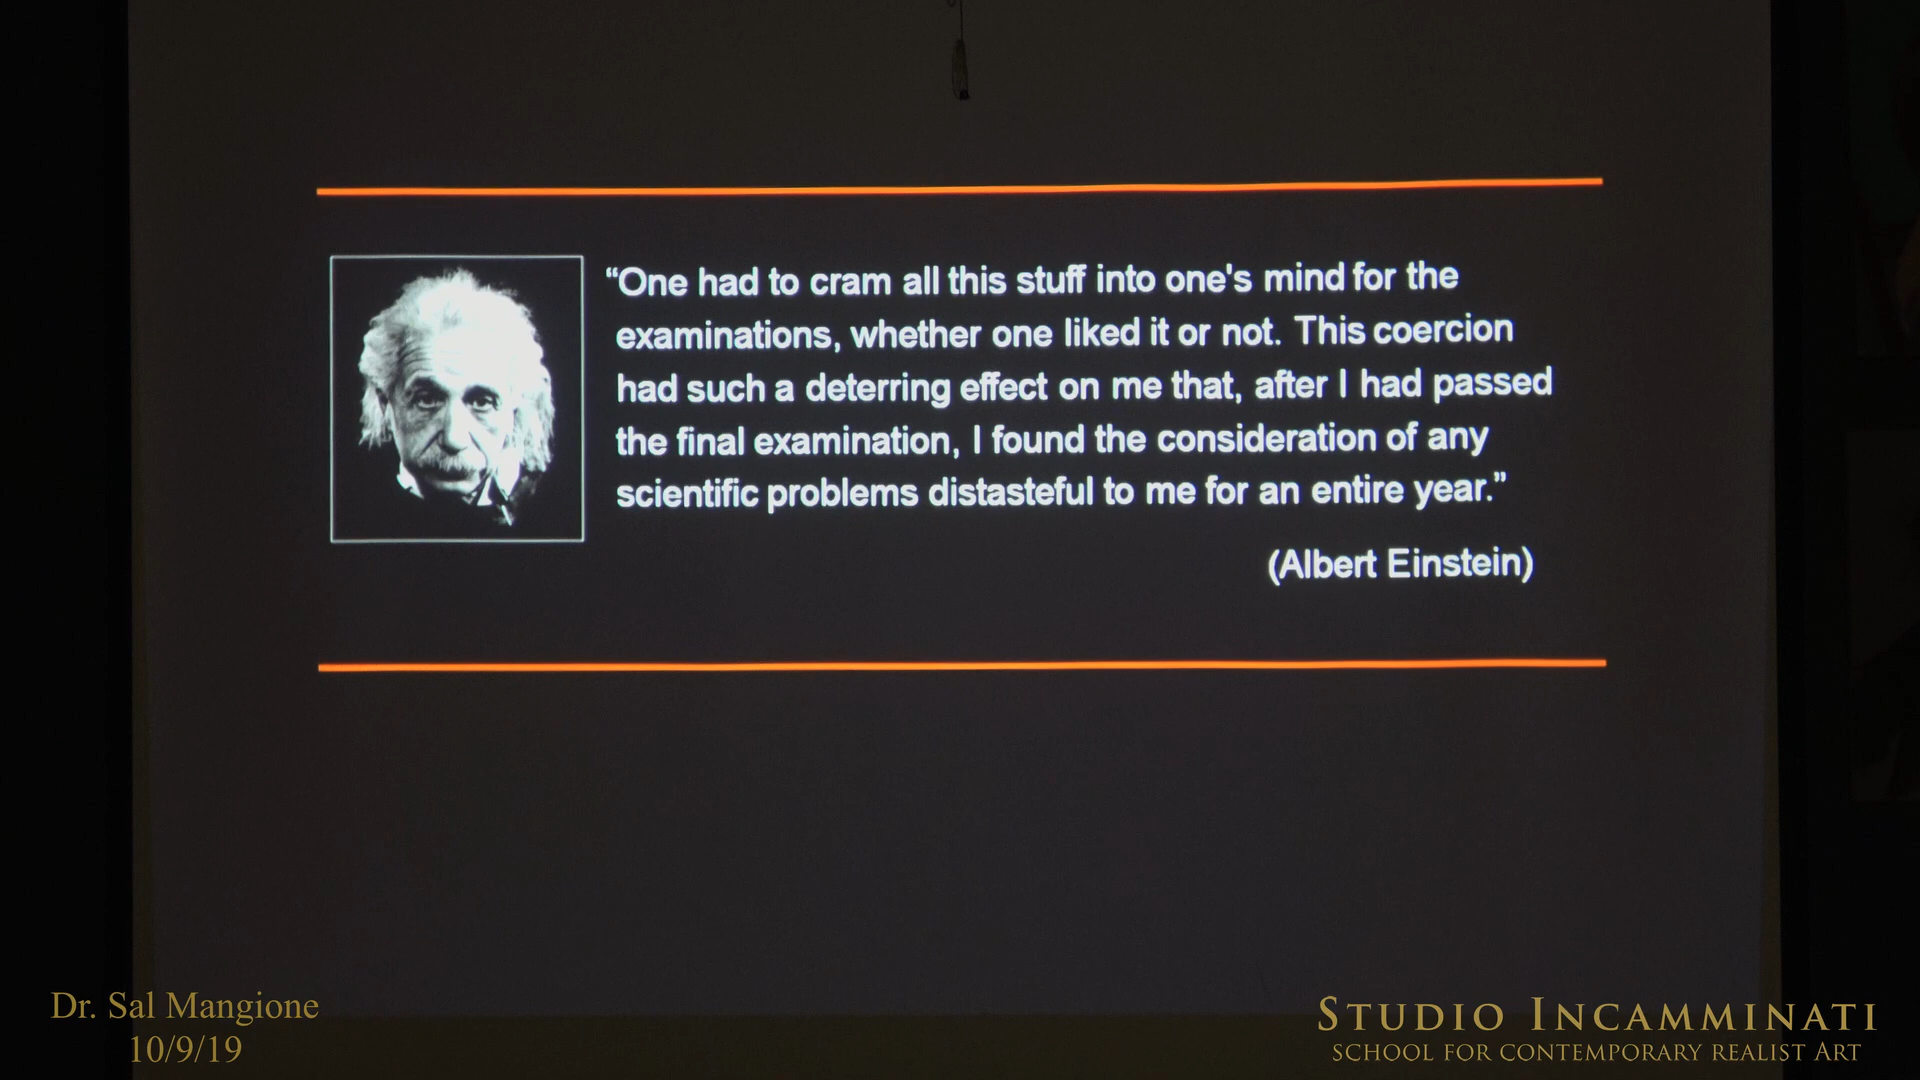 “One had to cram all this stuff into one's mind for the
examinations, whether one liked it or not. This coercion
had such a deterring effect on me that, after I had passed
the final examination, I found the consideration of any
scientific problems distasteful to me for an entire year.”
(Albert Einstein)
Dr. Sal Mangione
10/9/19
STUDIO INCAMMINATI
SCHOOL FOR CONTEMPORARY REALIST ART